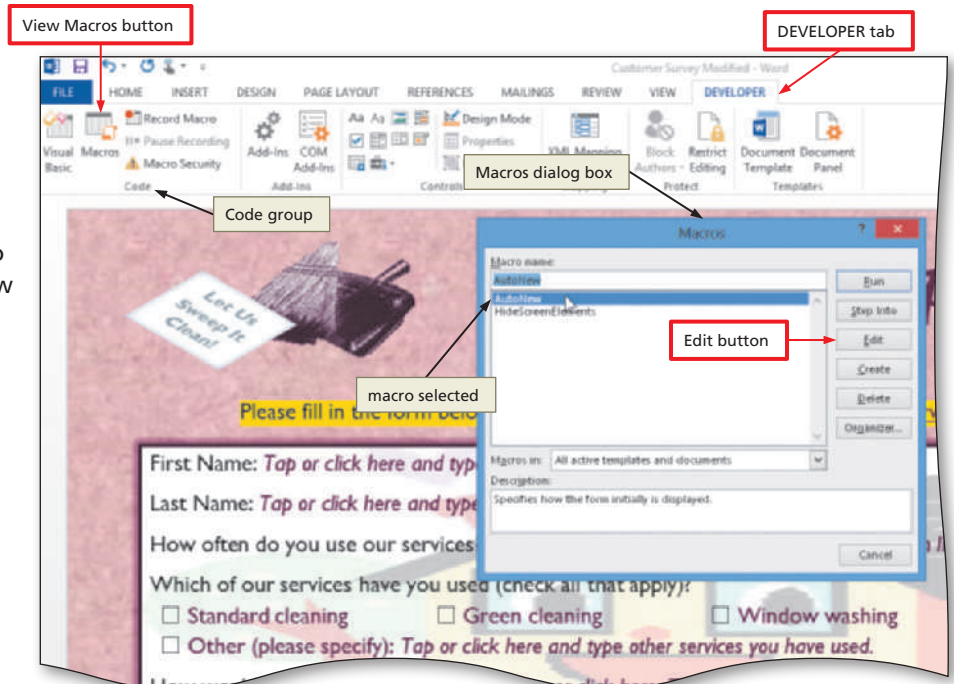 View Macros button
DEVELOPER tab
Customer Survey Modified - Word
FILE HOME INSERT DESIGN PAGE LAYOUT REFERENCES MAILINGS REVIEW VIEW DEVELOPER
Visual Basic
Macros
Record Macro
Pause Recording
Macro Security
Code
Add-Ins
COM Add-Ins
Add-Ins
Aa Aa
Design Mode
Properties
XML Mapping
Block Authors
Restrict Editing
Protect
Document Template
Document Panel
Templates
Macros dialog box
Code group
Macros
Macro name:
AutoNew
AutoNew
HideScreenElements
Run
Step Into
Edit
Create
Delete
Organizer...
Edit button
macro selected
Macros in: All active templates and documents
Description:
Specifies how the form initially is displayed.
Cancel
Let Us
Sweep It
Clean!
Please fill in the form
First Name: Tap or click here and
Last Name: Tap or click here and type
How often do you use our services
Which of our services have you used (check all that apply)?
Standard cleaning Green cleaning Window washing
Other (please specify): Tap or click here and type other services you have used.